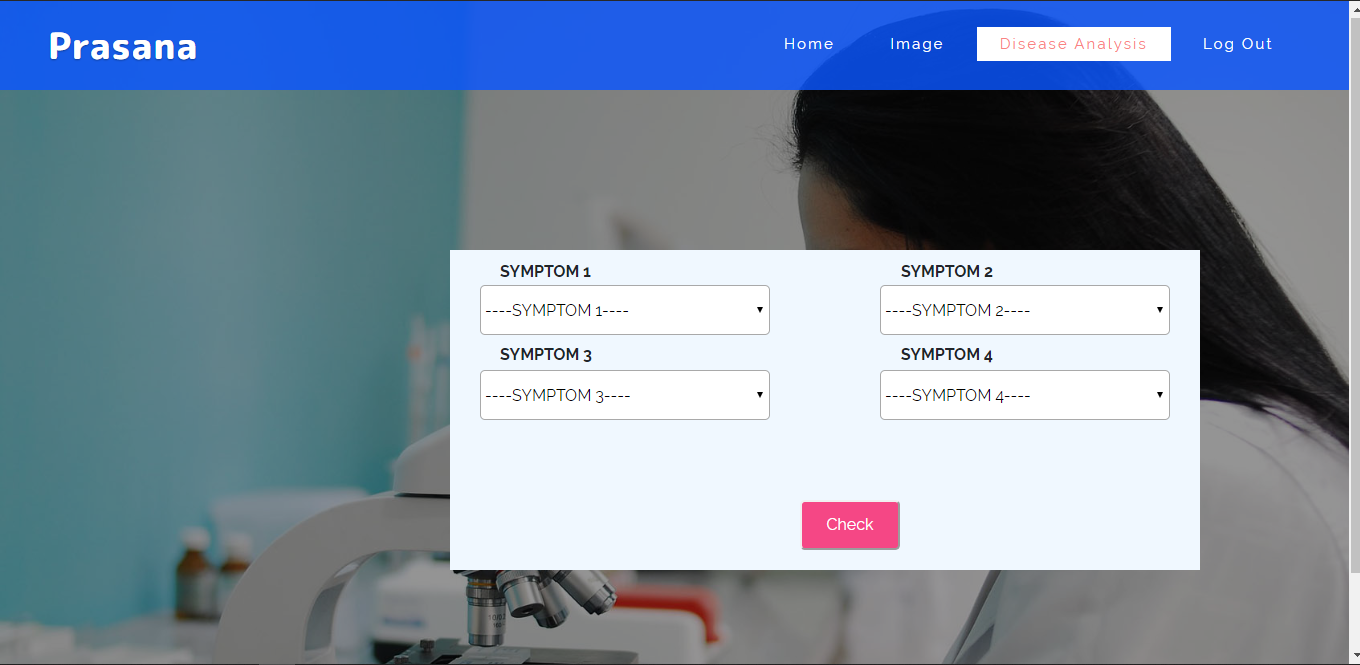 Prasana
Home Image Disease Analysis Log Out
SYMPTOM 1 SYMPTOM 2
----SYMPTOM 1---- ----SYMPTOM 2----
SYMPTOM 3 SYMPTOM 4
----SYMPTOM 3---- ----SYMPTOM 4----
Check